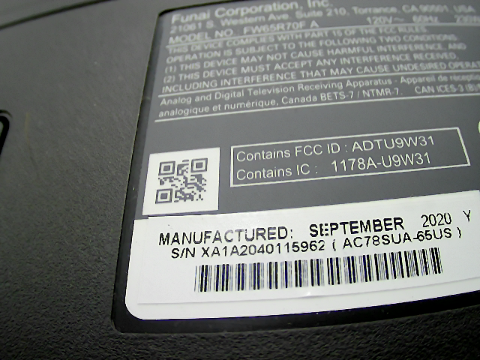 Funai Corporation, Inc.
21061 S. Western Ave. Suite 210, Torrance, CA 90501, USA
MODEL NO. FW65R70F A 120V~ 60Hz
THIS DEVICE COMPLIES WITH PART 15 OF THE FCC RULES.
OPERATION IS SUBJECT TO THE FOLLOWING TWO CONDITIONS:
(1) THIS DEVICE MAY NOT CAUSE HARMFUL INTERFERENCE, AND
(2) THIS DEVICE MUST ACCEPT ANY INTERFERENCE RECEIVED,
INCLUDING INTERFERENCE THAT MAY CAUSE
Analog and Digital Television Receiving Apparatus - Appareil de réception
analogique et numérique, Canada BETS-7 / NTMR-7. CAN ICES-3 (B)
Contains FCC ID : ADTU9W31
Contains IC : 1178A-U9W31
MANUFACTURED: SEPTEMBER 2020 Y
S/N XA1A2040115962 ( AC78SUA-65US )